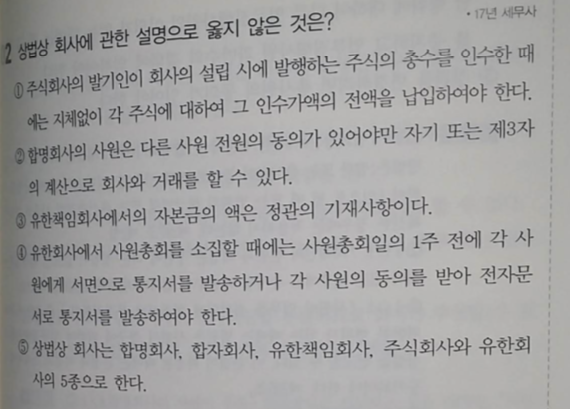 • 17년 세무사
2 상법상 회사에 관한 설명으로 옳지 않은 것은?
① 주식회사의 발기인이 회사의 설립 시에 발행하는 주식의 총수를 인수한 때
에는 지체없이 각 주식에 대하여 그 인수가액의 전액을 납입하여야 한다.
② 합명회사의 사원은 다른 사원 전원의 동의가 있어야만 자기 또는 제3자
의 계산으로 회사와 거래를 할 수 있다.
③ 유한책임회사에서의 자본금의 액은 정관의 기재사항이다.
④ 유한회사에서 사원총회를 소집할 때에는 사원총회일의 1주 전에 각 사
원에게 서면으로 통지서를 발송하거나 각 사원의 동의를 받아 전자문
서로 통지서를 발송하여야 한다.
⑤ 상법상 회사는 합명회사, 합자회사, 유한책임회사, 주식회사와 유한회
사의 5종으로 한다.